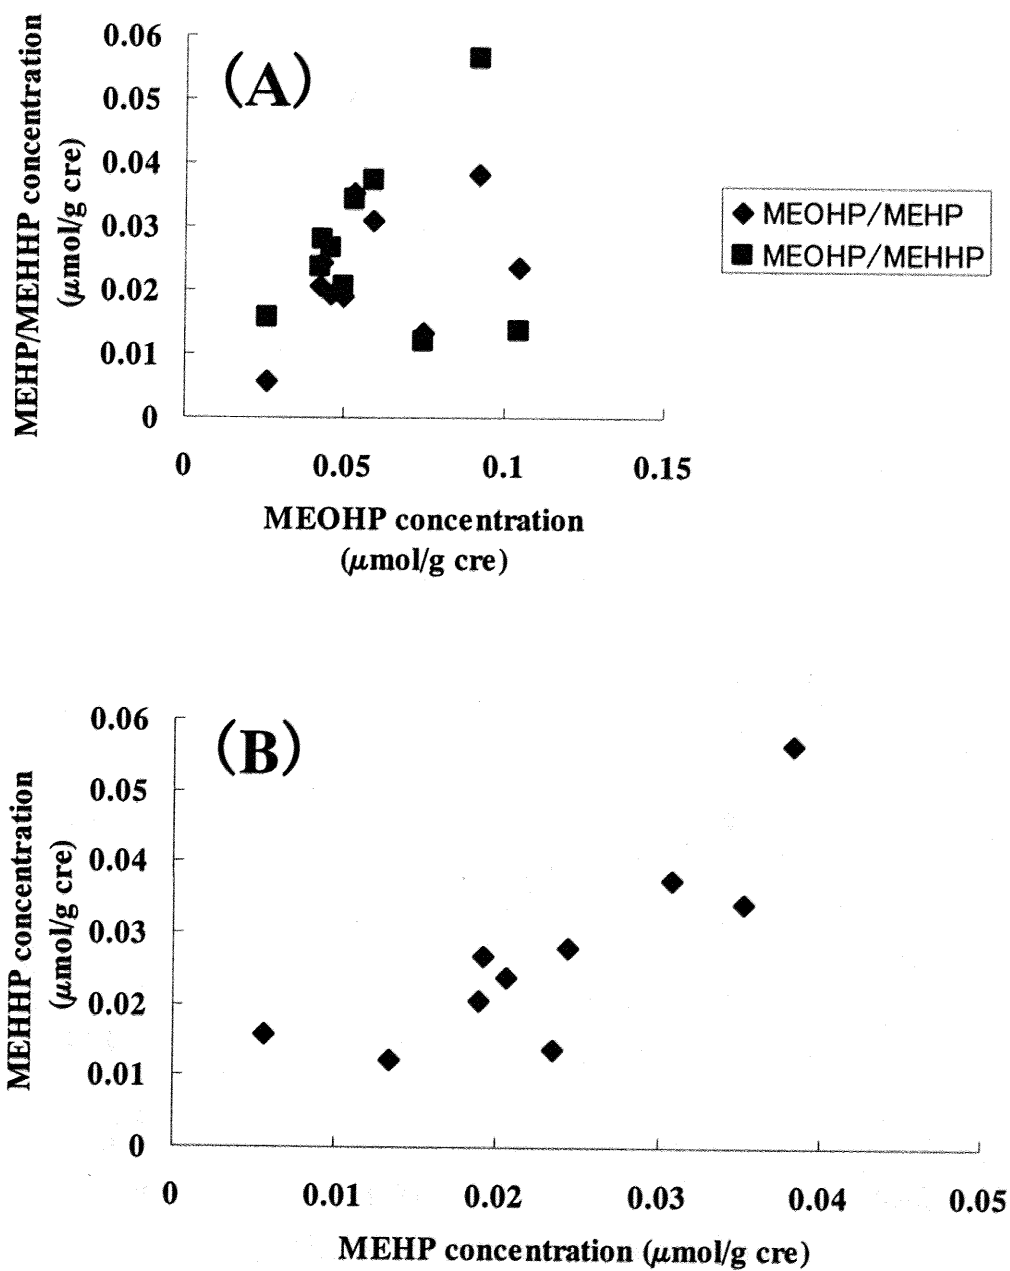 (A)
MEHP/MEHHP concentration
(μmol/g cre)
0.06
0.05
0.04
0.03
0.02
0.01
0
0 0.05 0.1 0.15
MEOHP concentration
(μmol/g cre)
MEOHP/MEHP
MEOHP/MEHHP
(B)
MEHHP concentration
(μmol/g cre)
0.06
0.05
0.04
0.03
0.02
0.01
0
0 0.01 0.02 0.03 0.04 0.05
MEHP concentration (μmol/g cre)